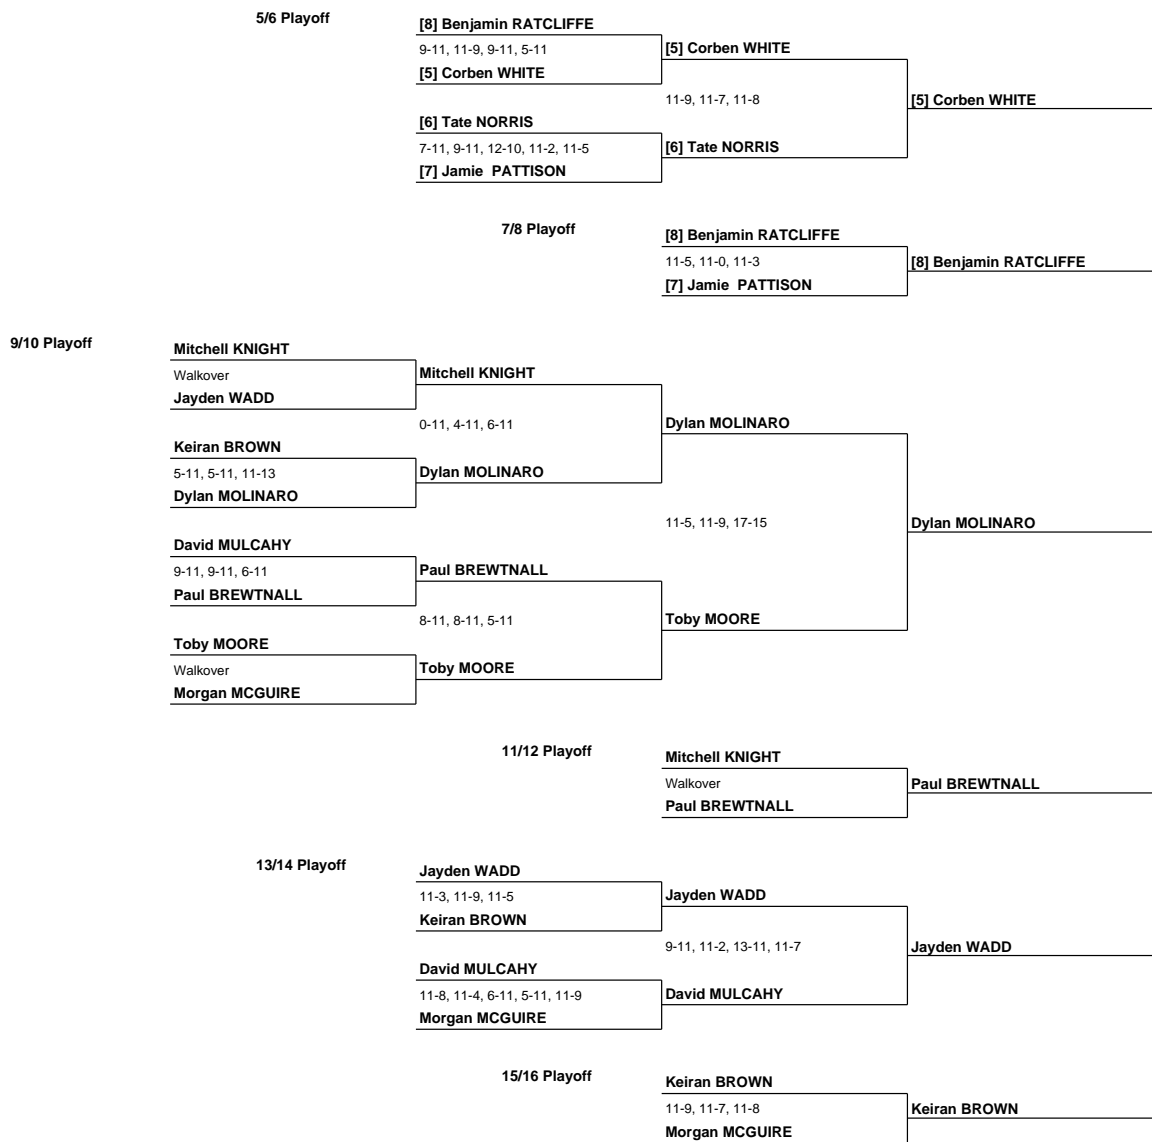 5/6 Playoff
[8] Benjamin RATCLIFFE
9-11, 11-9, 9-11, 5-11
[5] Corben WHITE
[5] Corben WHITE
11-9, 11-7, 11-8
[5] Corben WHITE
[6] Tate NORRIS
7-11, 9-11, 12-10, 11-2, 11-5
[6] Tate NORRIS
[7] Jamie PATTISON
7/8 Playoff
[8] Benjamin RATCLIFFE
11-5, 11-0, 11-3
[8] Benjamin RATCLIFFE
[7] Jamie PATTISON
9/10 Playoff
Mitchell KNIGHT
Walkover
Mitchell KNIGHT
Jayden WADD
0-11, 4-11, 6-11
Dylan MOLINARO
Keiran BROWN
5-11, 5-11, 11-13
Dylan MOLINARO
Dylan MOLINARO
11-5, 11-9, 17-15
Dylan MOLINARO
David MULCAHY
9-11, 9-11, 6-11
Paul BREWTNALL
Paul BREWTNALL
8-11, 8-11, 5-11
Toby MOORE
Toby MOORE
Walkover
Toby MOORE
Morgan MCGUIRE
11/12 Playoff
Mitchell KNIGHT
Walkover
Paul BREWTNALL
Paul BREWTNALL
13/14 Playoff
Jayden WADD
11-3, 11-9, 11-5
Jayden WADD
Keiran BROWN
9-11, 11-2, 13-11, 11-7
Jayden WADD
David MULCAHY
11-8, 11-4, 6-11, 5-11, 11-9
David MULCAHY
Morgan MCGUIRE
15/16 Playoff
Keiran BROWN
11-9, 11-7, 11-8
Keiran BROWN
Morgan MCGUIRE